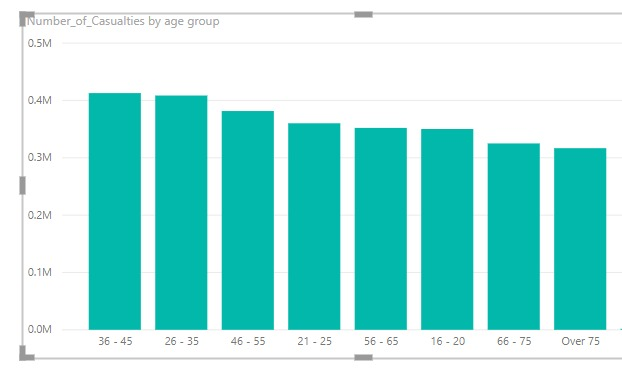 Number_of_Casualties by age group
0.5M
0.4M
0.3M
0.2M
0.1M
0.0M
36 - 45 26 - 35 46 - 55 21 - 25 56 - 65 16 - 20 66 - 75 Over 75